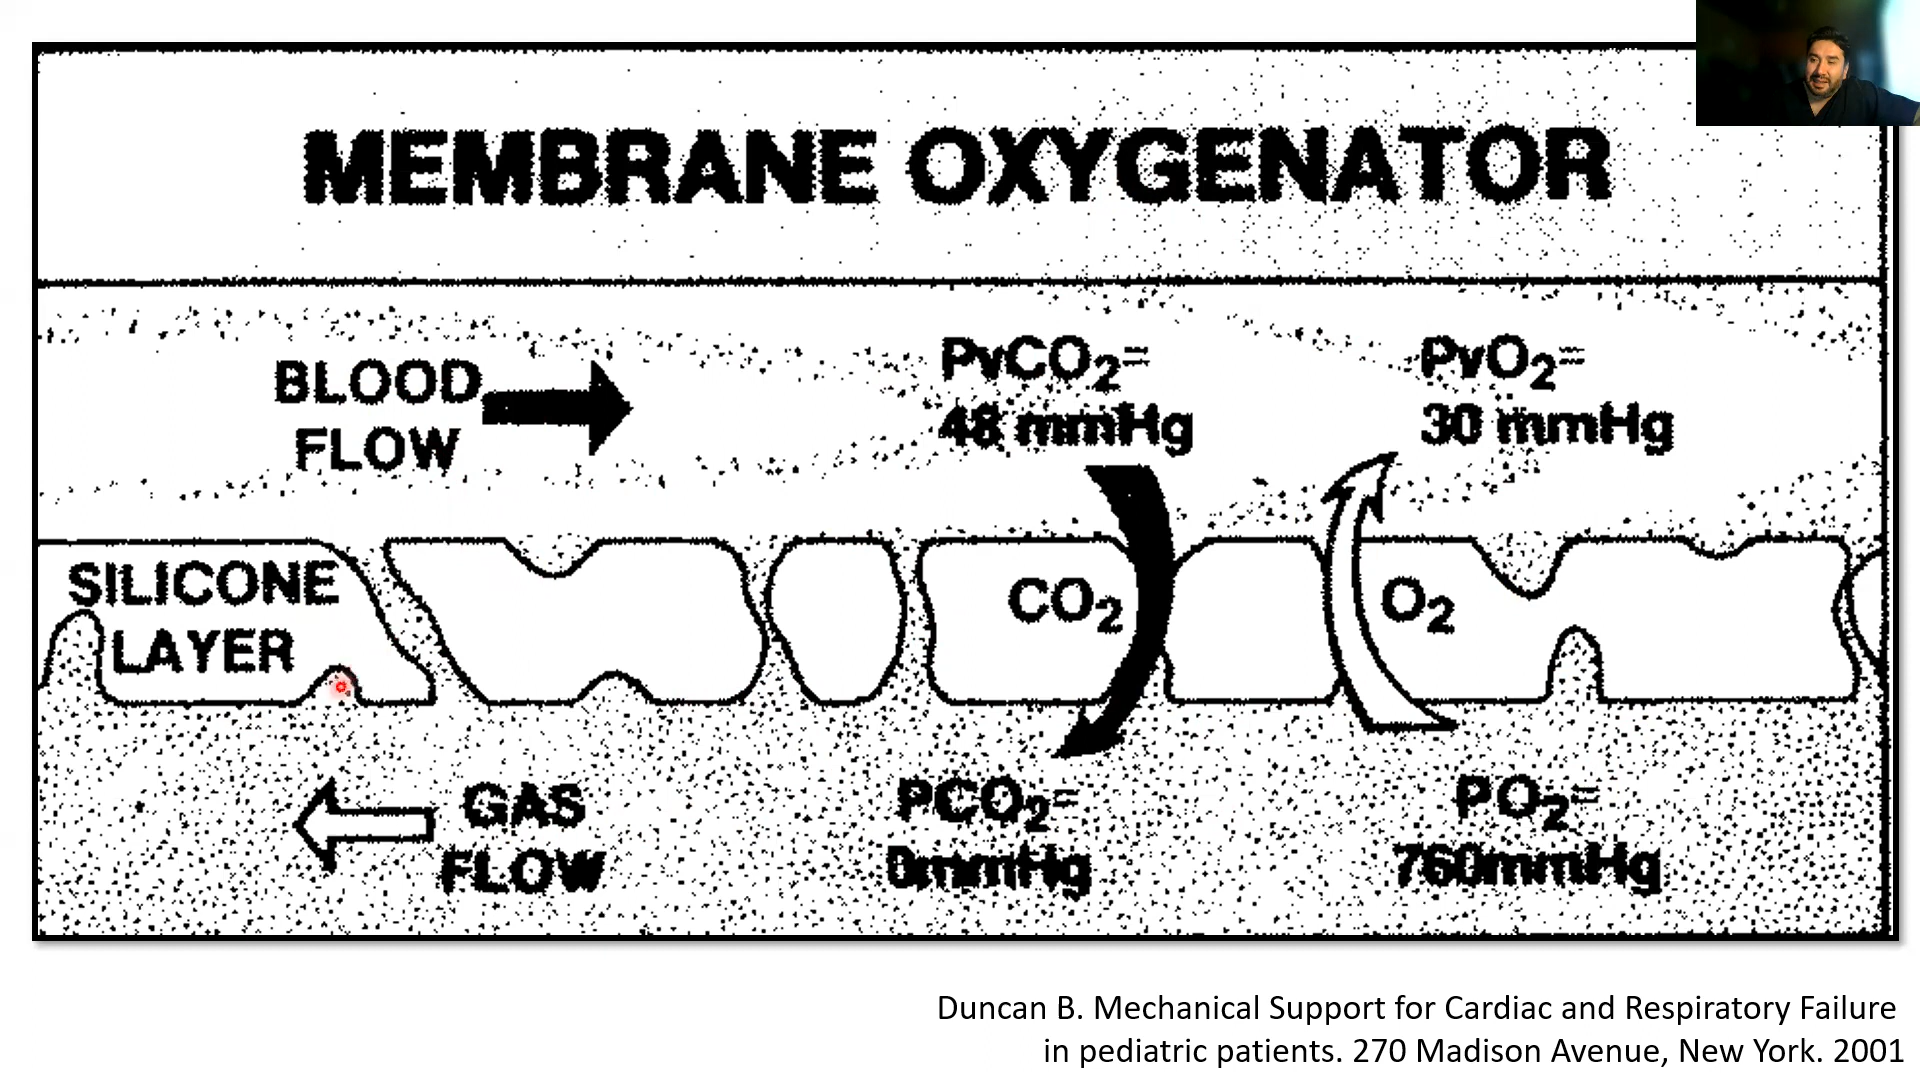 MEMBRANE OXYGENATOR
BLOOD
FLOW
PvCO₂=
48 mmHg
PvO₂=
30 mmHg
SILICONE
LAYER
CO₂
O₂
GAS
FLOW
PCO₂=
0mmHg
PO₂=
760mmHg
Duncan B. Mechanical Support for Cardiac and Respiratory Failure
in pediatric patients. 270 Madison Avenue, New York. 2001